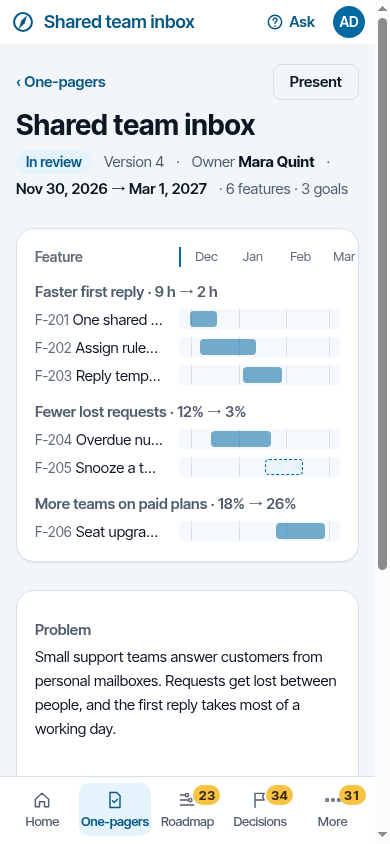 Shared team inbox
Ask
AD
‹ One-pagers
Present
Shared team inbox
In review Version 4 · Owner Mara Quint ·
Nov 30, 2026 → Mar 1, 2027 · 6 features · 3 goals
Feature Dec Jan Feb Mar
Faster first reply · 9 h → 2 h
F-201 One shared ...
F-202 Assign rule...
F-203 Reply temp...
Fewer lost requests · 12% → 3%
F-204 Overdue nu...
F-205 Snooze a t...
More teams on paid plans · 18% → 26%
F-206 Seat upgra...
Problem
Small support teams answer customers from
personal mailboxes. Requests get lost between
people, and the first reply takes most of a
working day.
23 34 31
Home One-pagers Roadmap Decisions More